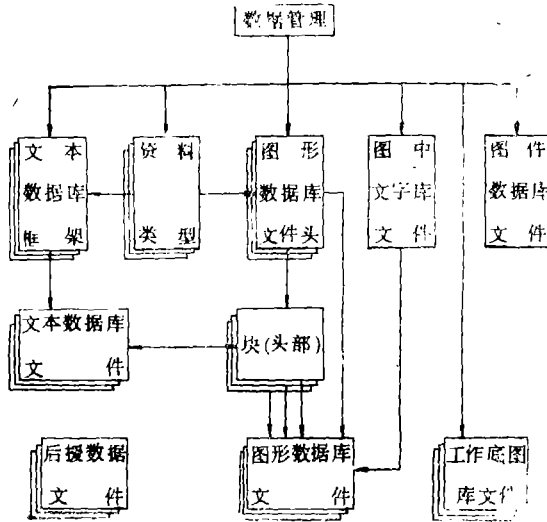 数据管理
文本
数据库
框架
资料
类型
图形
数据库
文件头
图中
文字库
文件
图件
数据库
文件
文本数据库
文件
块(头部)
后援数据
文件
图形数据库
文件
工作底图
库文件